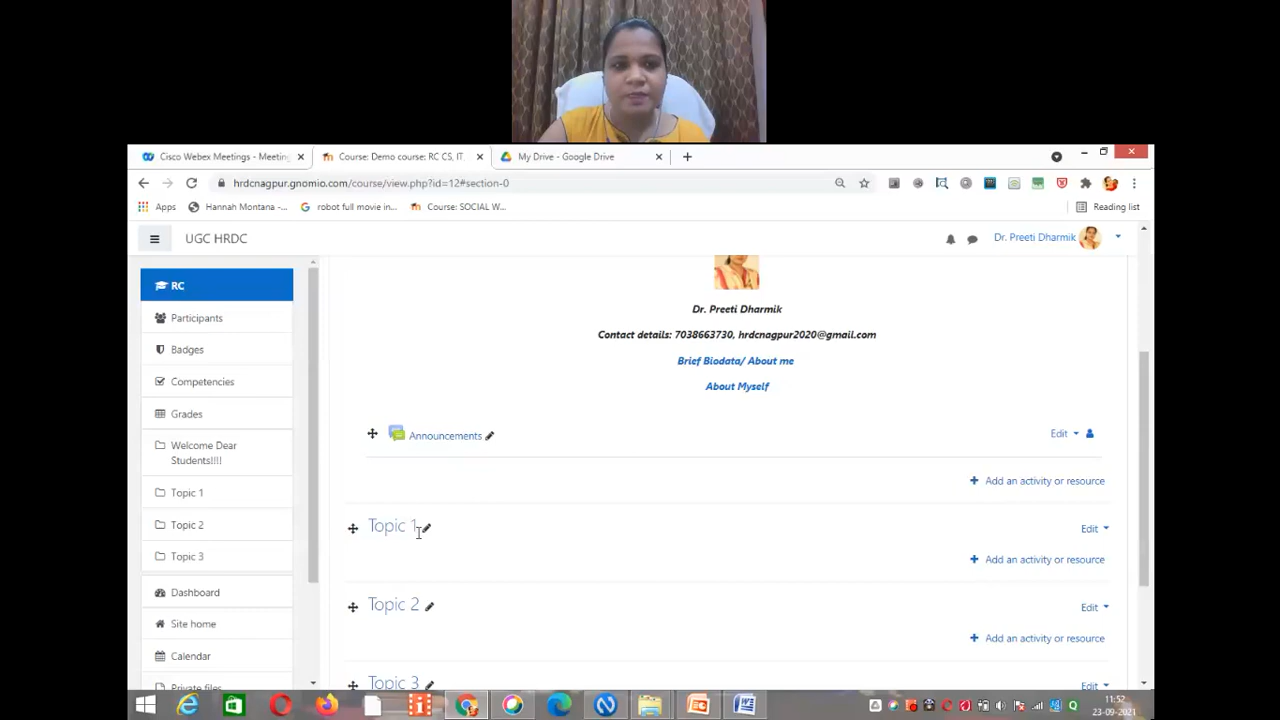 Cisco Webex Meetings - Meeting
Course: Demo course: RC CS, IT
My Drive - Google Drive
hrdcnagpur.gnomio.com/course/view.php?id=12#section-0
Apps
Hannah Montana -...
robot full movie in...
Course: SOCIAL W...
Reading list
UGC HRDC
Dr. Preeti Dharmik
RC
Participants
Badges
Competencies
Grades
Welcome Dear
Students!!!!
Topic 1
Topic 2
Topic 3
Dashboard
Site home
Calendar
Private files
Dr. Preeti Dharmik
Contact details: 7038663730, hrdcnagpur2020@gmail.com
Brief Biodata/ About me
About Myself
Announcements
Edit
Add an activity or resource
Topic 1
Edit
Add an activity or resource
Topic 2
Edit
Add an activity or resource
Topic 3
Edit
11:52
23-09-2021